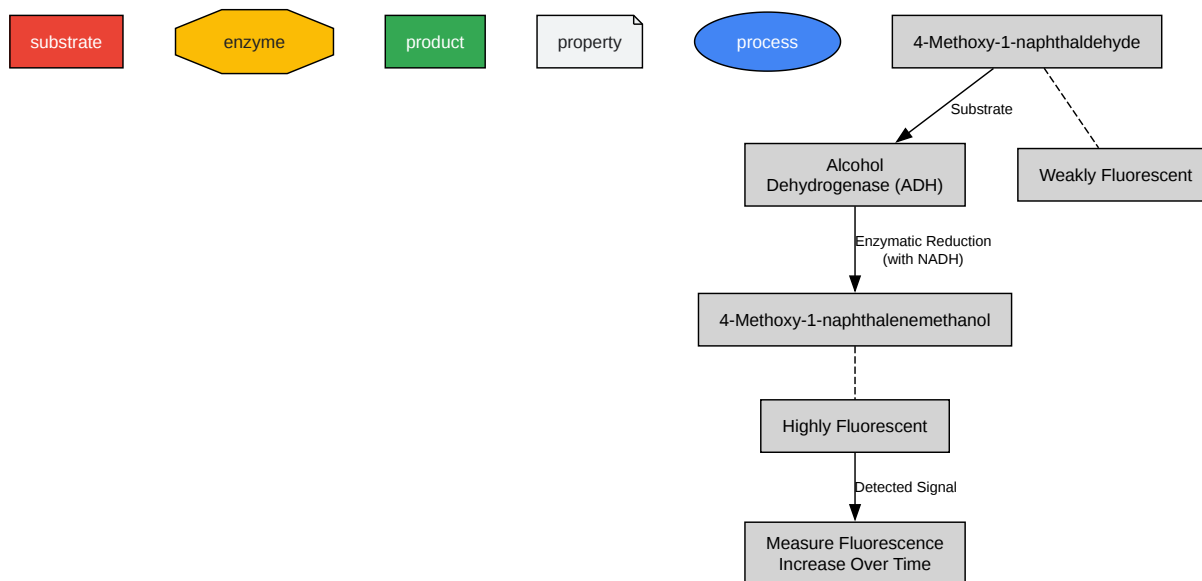 substrate
enzyme
product
property
process
4-Methoxy-1-naphthaldehyde
Substrate
Alcohol
Dehydrogenase (ADH)
Weakly Fluorescent
Enzymatic Reduction
(with NADH)
4-Methoxy-1-naphthalenemethanol
Highly Fluorescent
Detected Signal
Measure Fluorescence
Increase Over Time